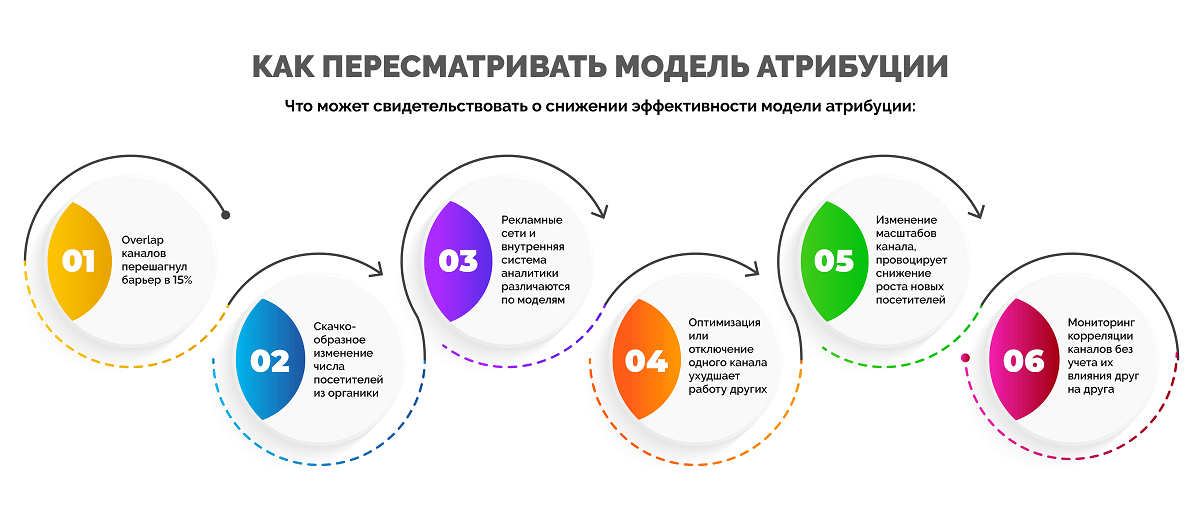 КАК ПЕРЕСМАТРИВАТЬ МОДЕЛЬ АТРИБУЦИИ
Что может свидетельствовать о снижении эффективности модели атрибуции:
01
Overlap
каналов
перешагнул
барьер в 15%
02
Скачко-
образное
изменение
числа
посетителей
из органики
03
Рекламные
сети и
внутренняя
система
аналитики
различаются
по моделям
04
Оптимизация
или
отключение
одного канала
ухудшает
работу других
05
Изменение
масштабов
канала,
провоцирует
снижение
роста новых
посетителей
06
Мониторинг
корреляции
каналов без
учета их
влияния друг
на друга